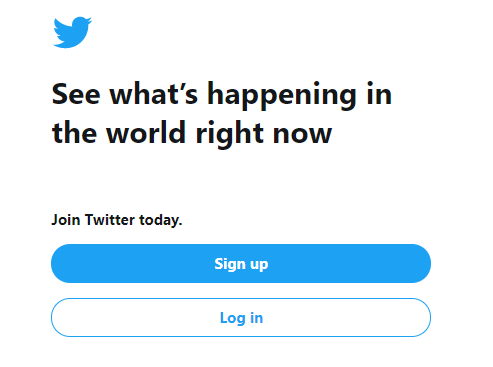 See what’s happening in
the world right now
Join Twitter today.
Sign up
Log in